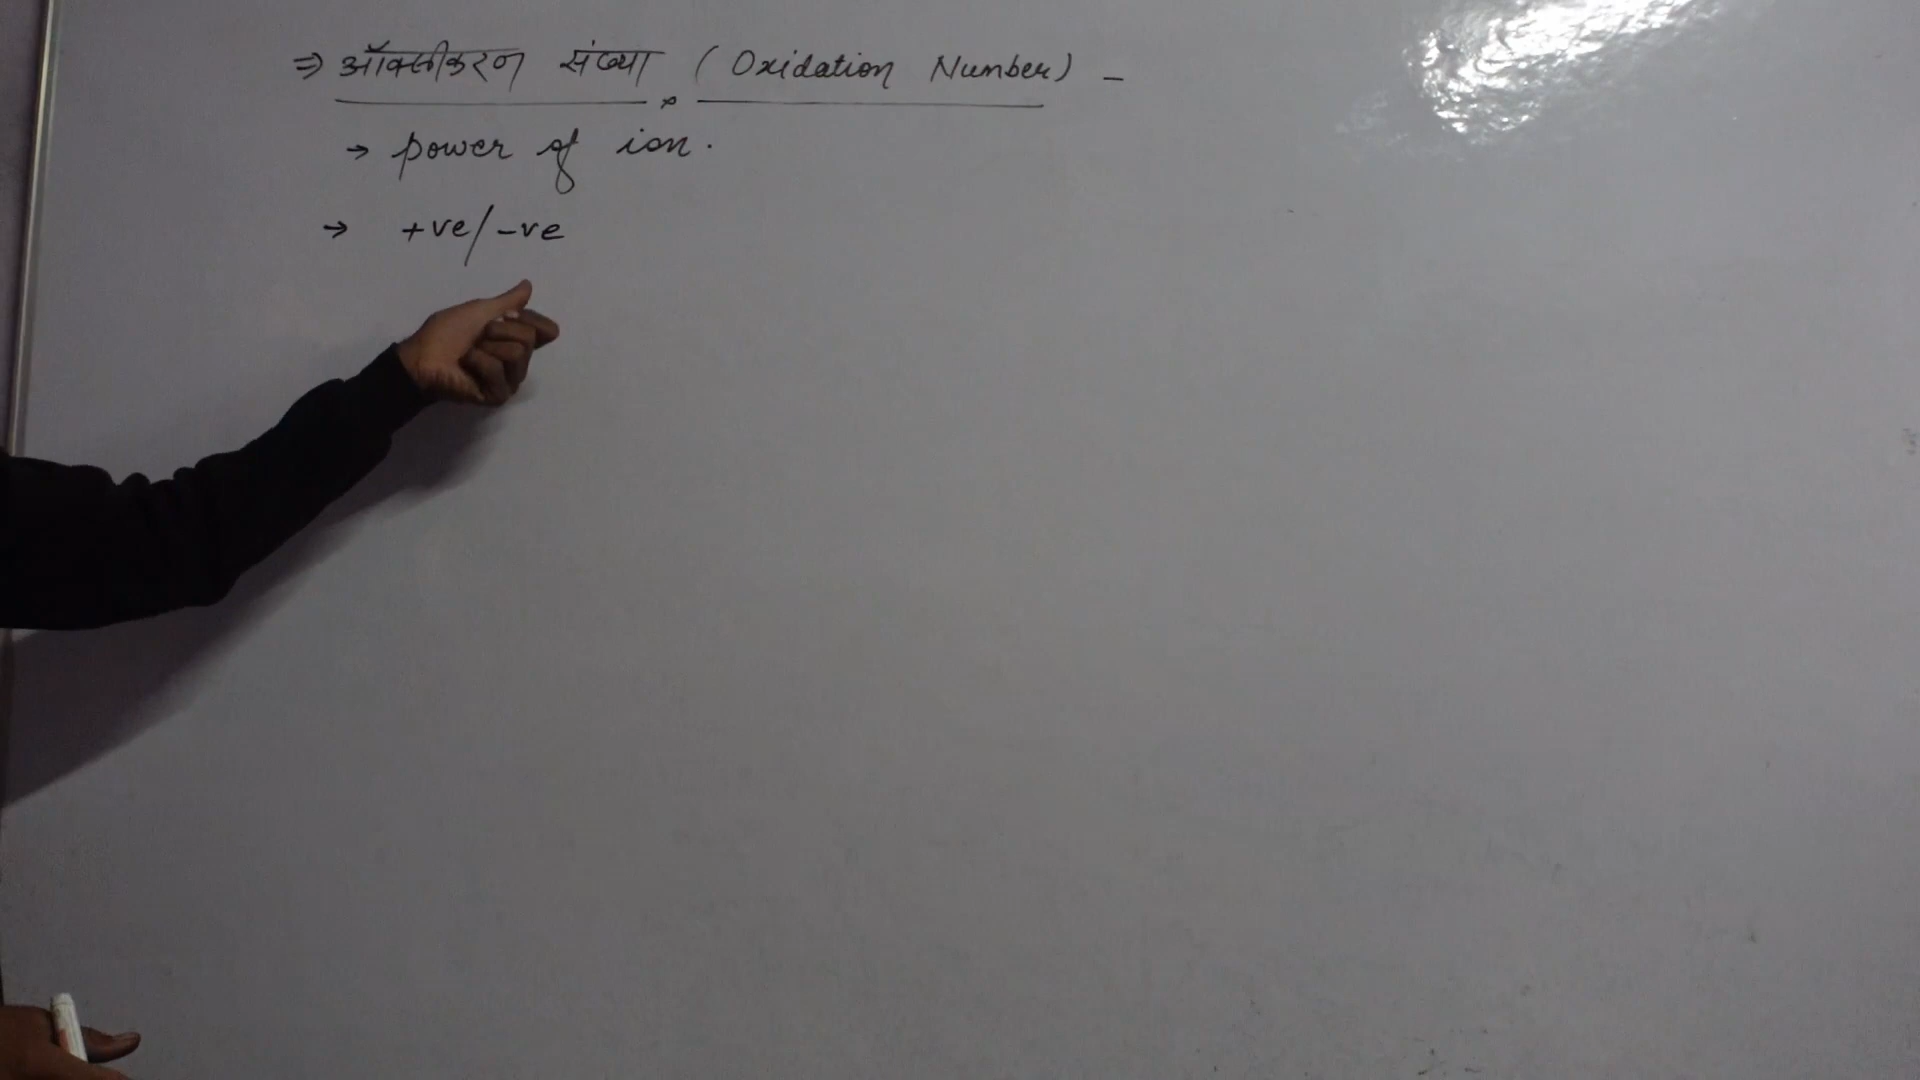 ⇒ ऑक्सीकरण संख्या (Oxidation Number) -
→ power of ion.
→ +ve/-ve